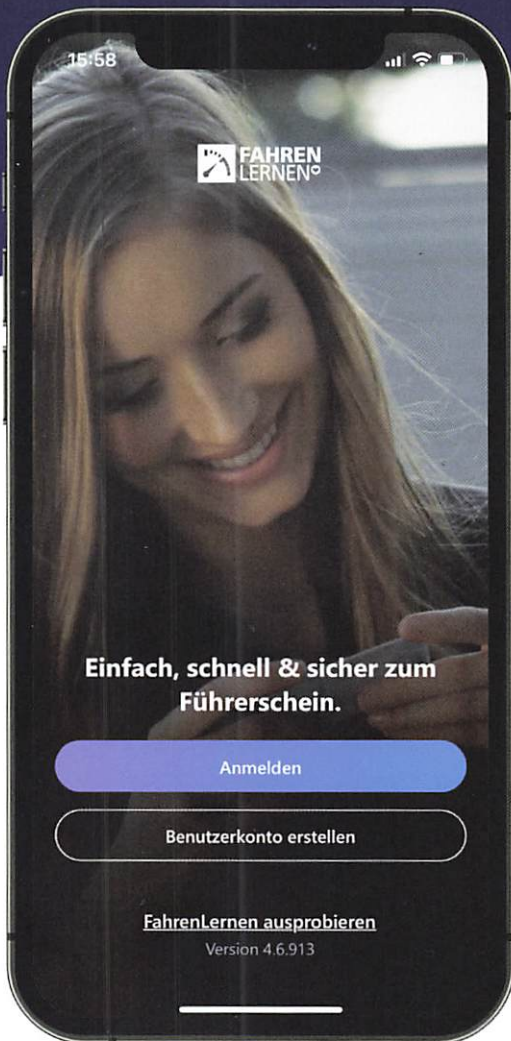 15:58
FAHREN
LERNEN
Einfach, schnell & sicher zum
Führerschein.
Anmelden
Benutzerkonto erstellen
FahrenLernen ausprobieren
Version 4.6.913